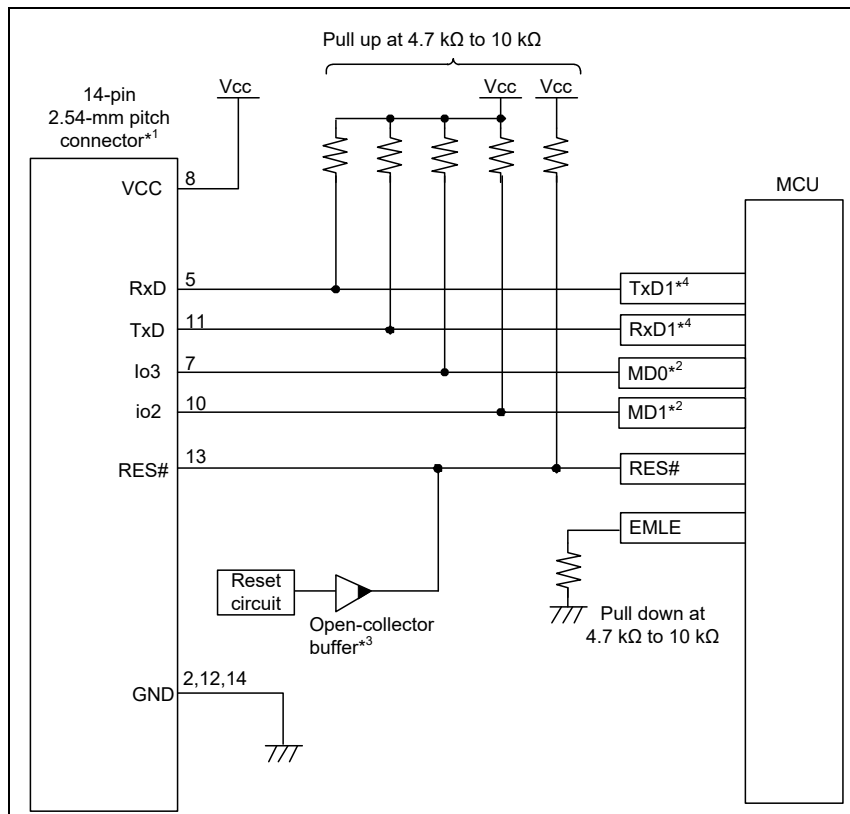 Pull up at 4.7 kΩ to 10 kΩ
Vcc
Vcc
Vcc
14-pin
2.54-mm pitch
connector*1
MCU
VCC
8
RxD
5
TxD1*4
TxD
11
RxD1*4
Io3
7
MD0*2
io2
10
MD1*2
RES#
13
RES#
EMLE
Reset
circuit
Open-collector
buffer*3
Pull down at
4.7 kΩ to 10 kΩ
GND
2,12,14